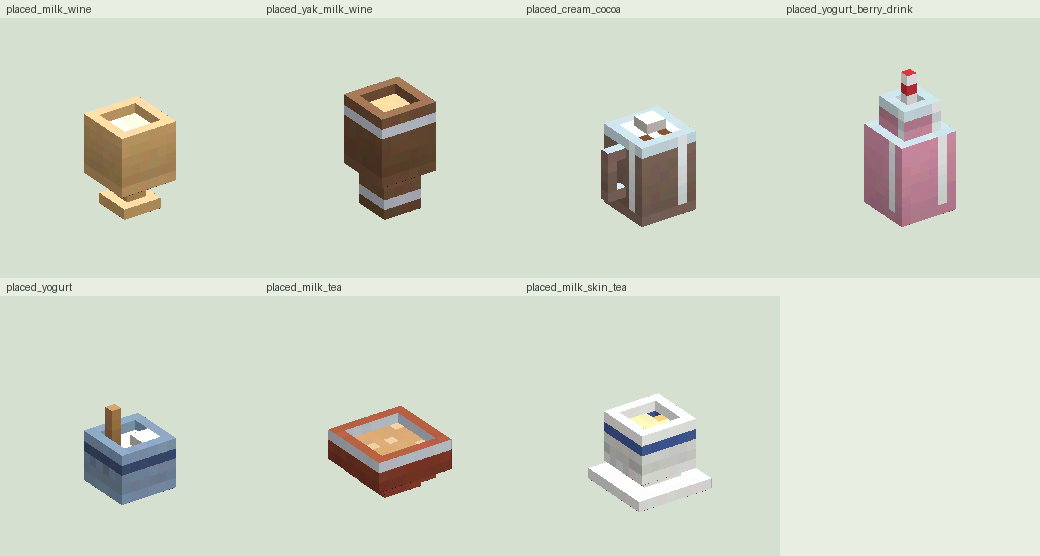 placed_milk_wine
placed_yak_milk_wine
placed_cream_cocoa
placed_yogurt_berry_drink
placed_yogurt
placed_milk_tea
placed_milk_skin_tea